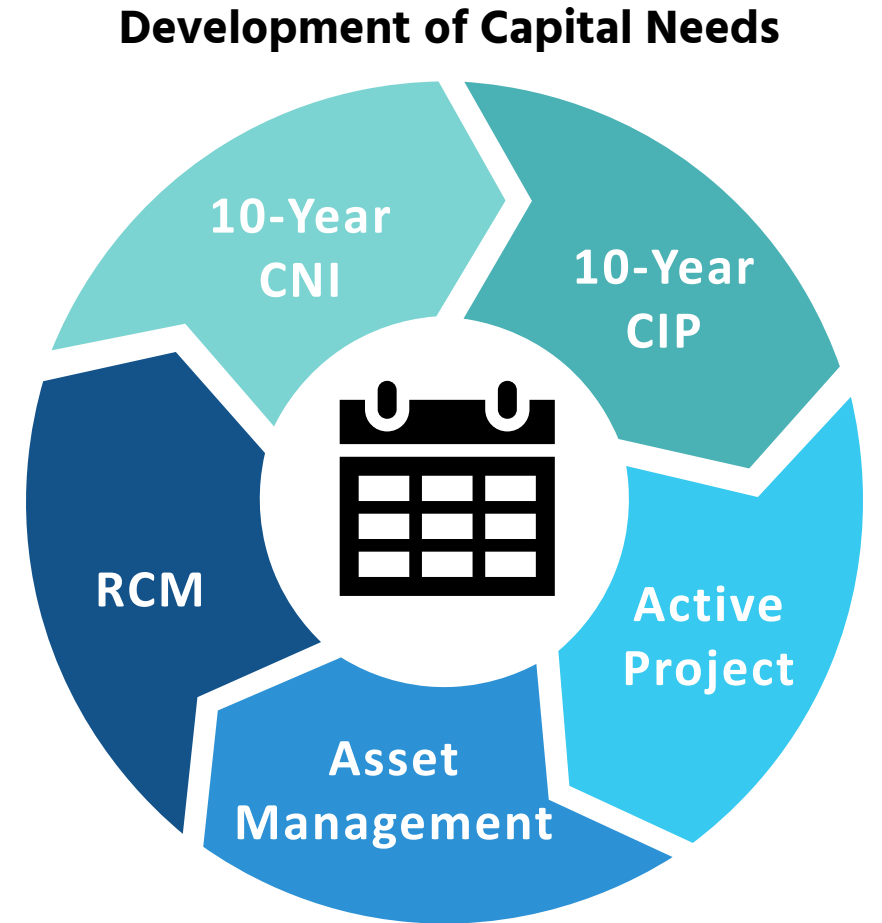 Development of Capital Needs
10-Year
CNI
10-Year
CIP
Active
Project
Asset
Management
RCM